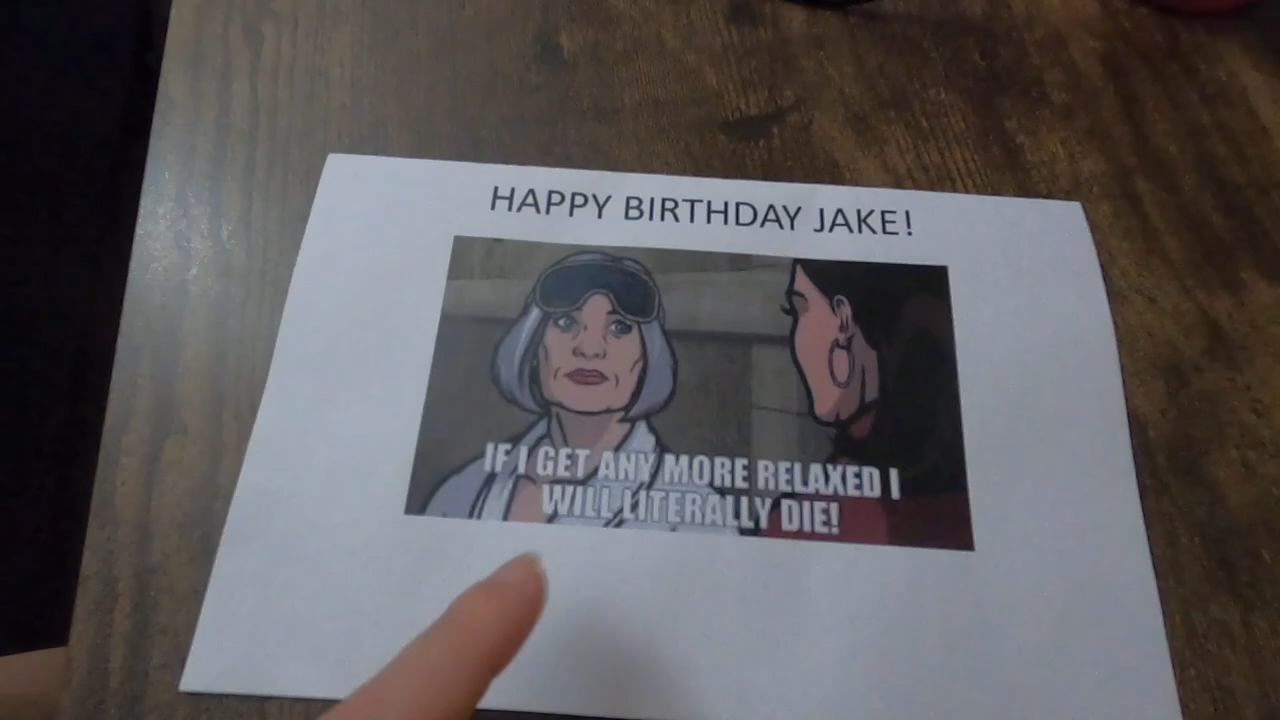 HAPPY BIRTHDAY JAKE!
IF I GET ANY MORE RELAXED I
WILL LITERALLY DIE!